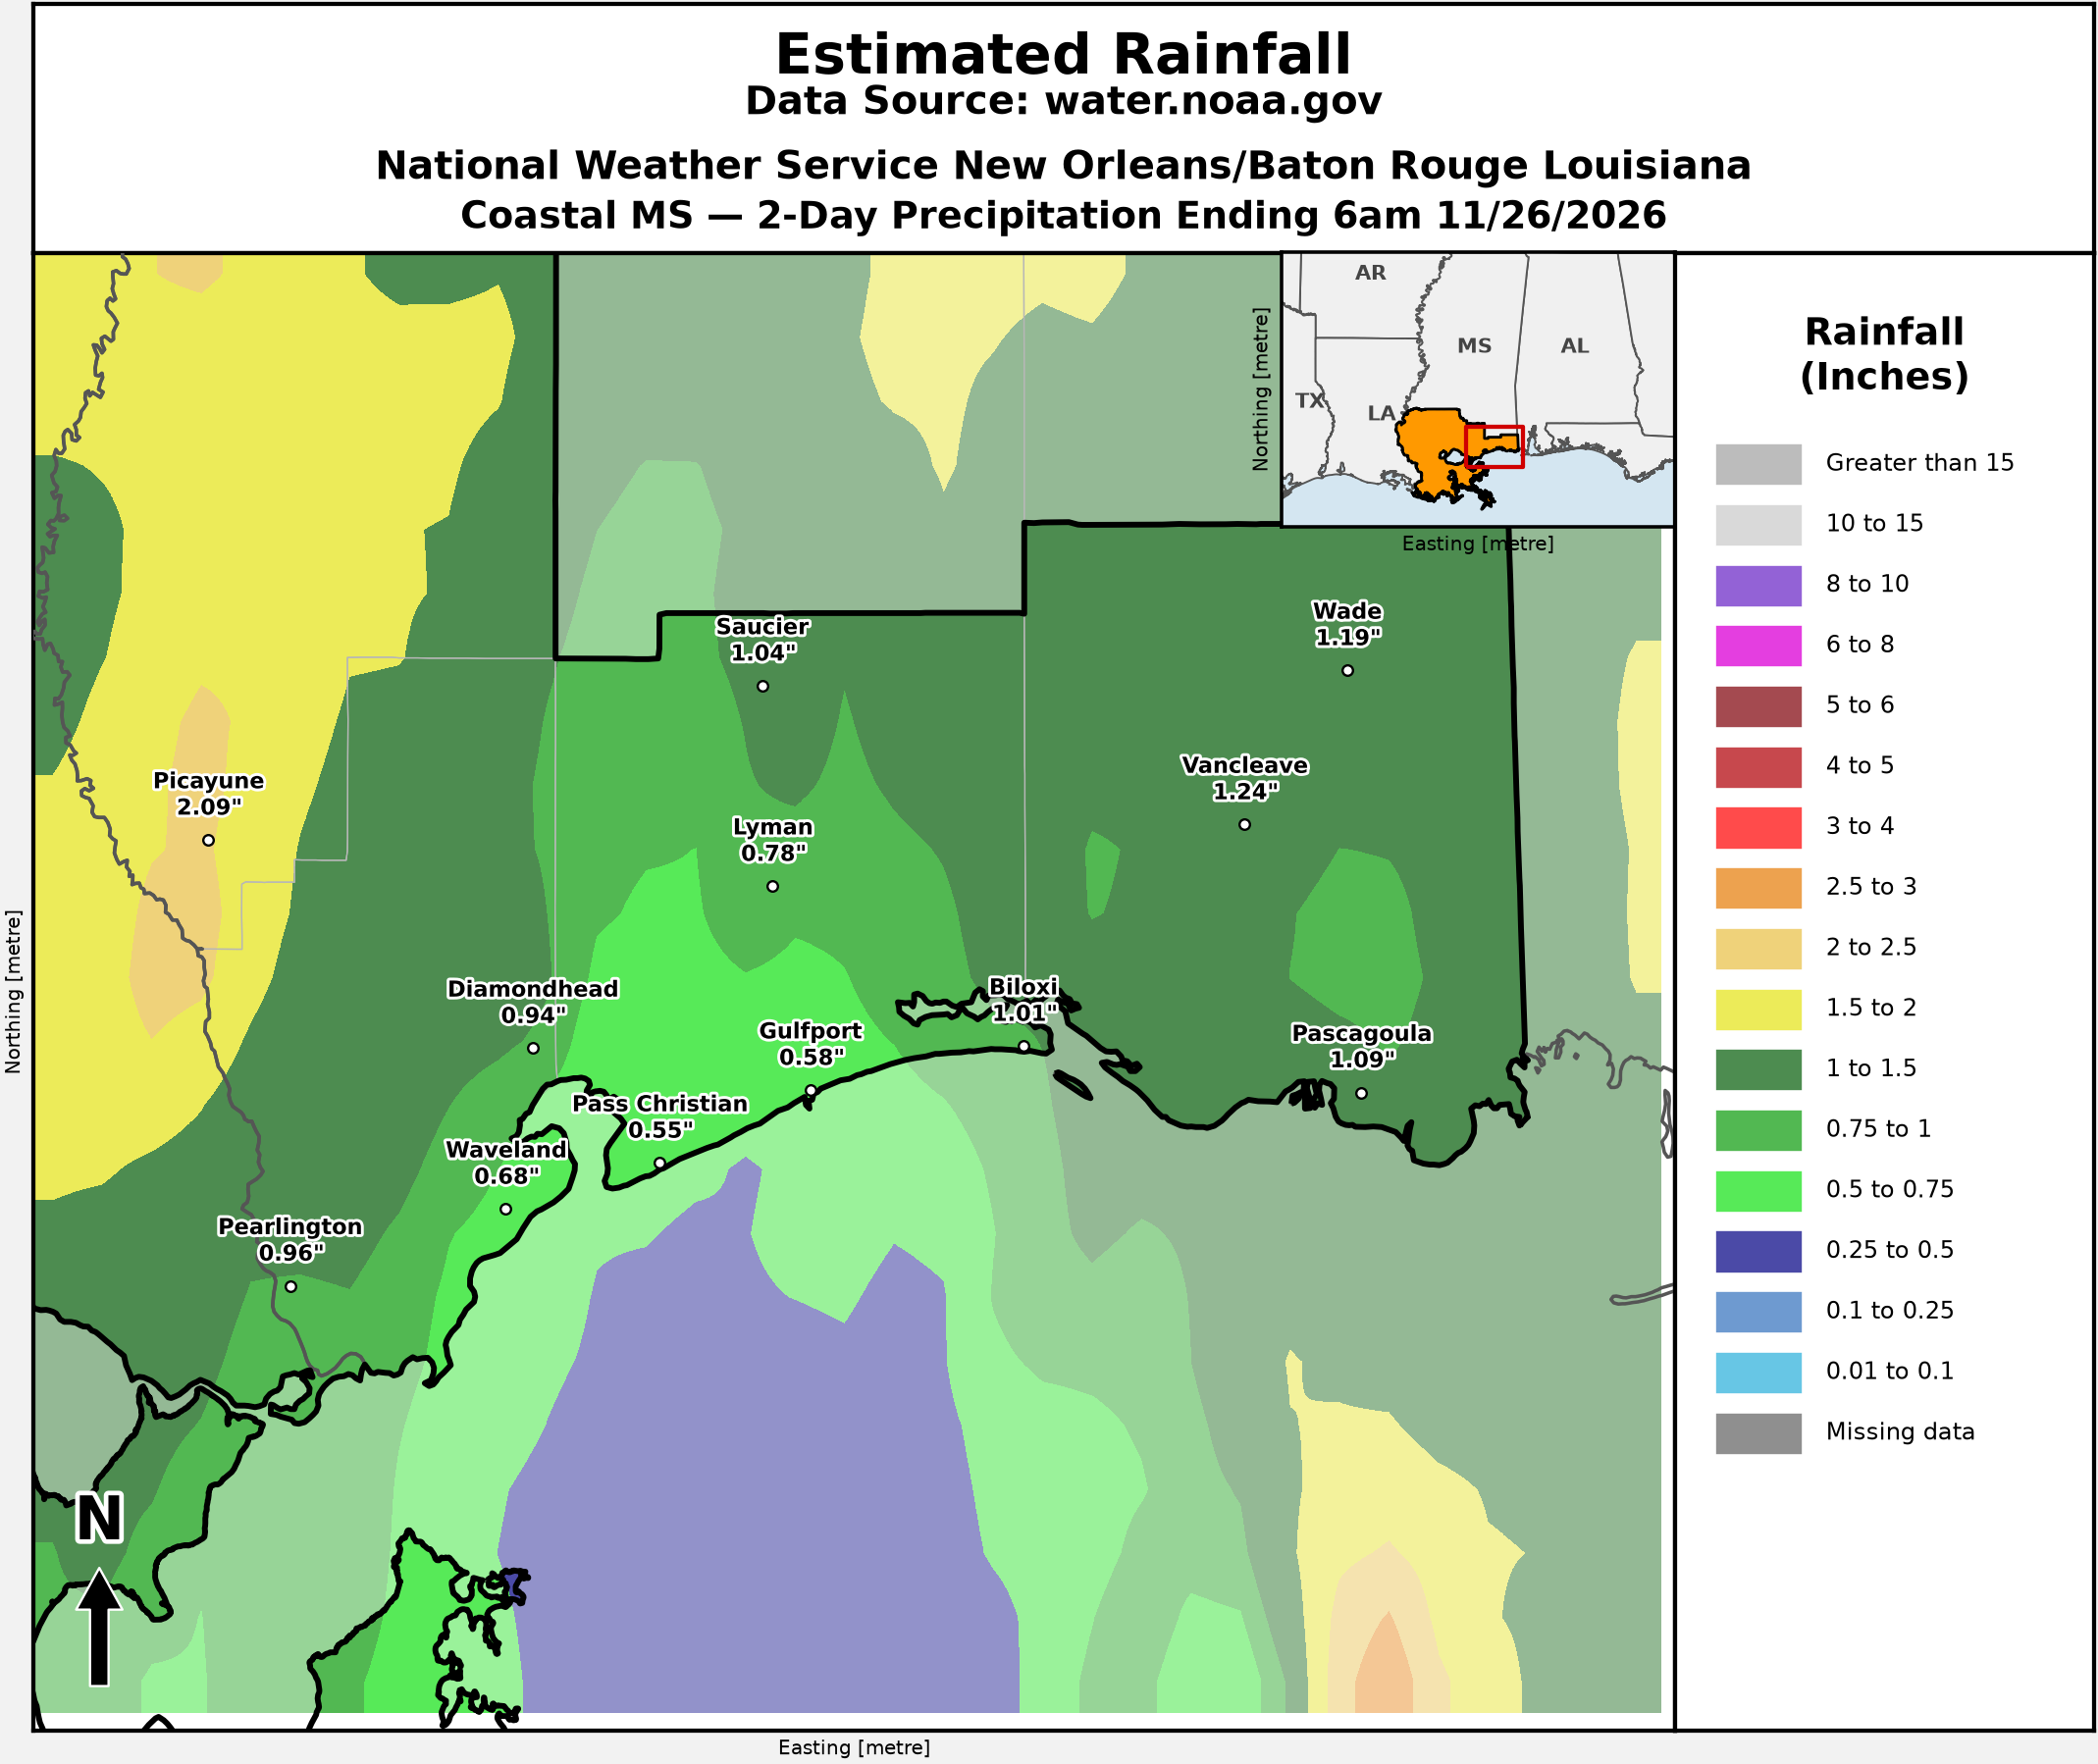 Estimated Rainfall
Data Source: water.noaa.gov
National Weather Service New Orleans/Baton Rouge Louisiana
Coastal MS — 2-Day Precipitation Ending 6am 11/26/2026
AR
MS
AL
TX
LA
Northing [metre]
Easting [metre]
Rainfall
(Inches)
Greater than 15
10 to 15
8 to 10
6 to 8
5 to 6
4 to 5
3 to 4
2.5 to 3
2 to 2.5
1.5 to 2
1 to 1.5
0.75 to 1
0.5 to 0.75
0.25 to 0.5
0.1 to 0.25
0.01 to 0.1
Missing data
Saucier
1.04"
Wade
1.19"
Picayune
2.09"
Vancleave
1.24"
Lyman
0.78"
Diamondhead
0.94"
Biloxi
1.01"
Gulfport
0.58"
Pascagoula
1.09"
Pass Christian
0.55"
Waveland
0.68"
Pearlington
0.96"
N
Northing [metre]
Easting [metre]